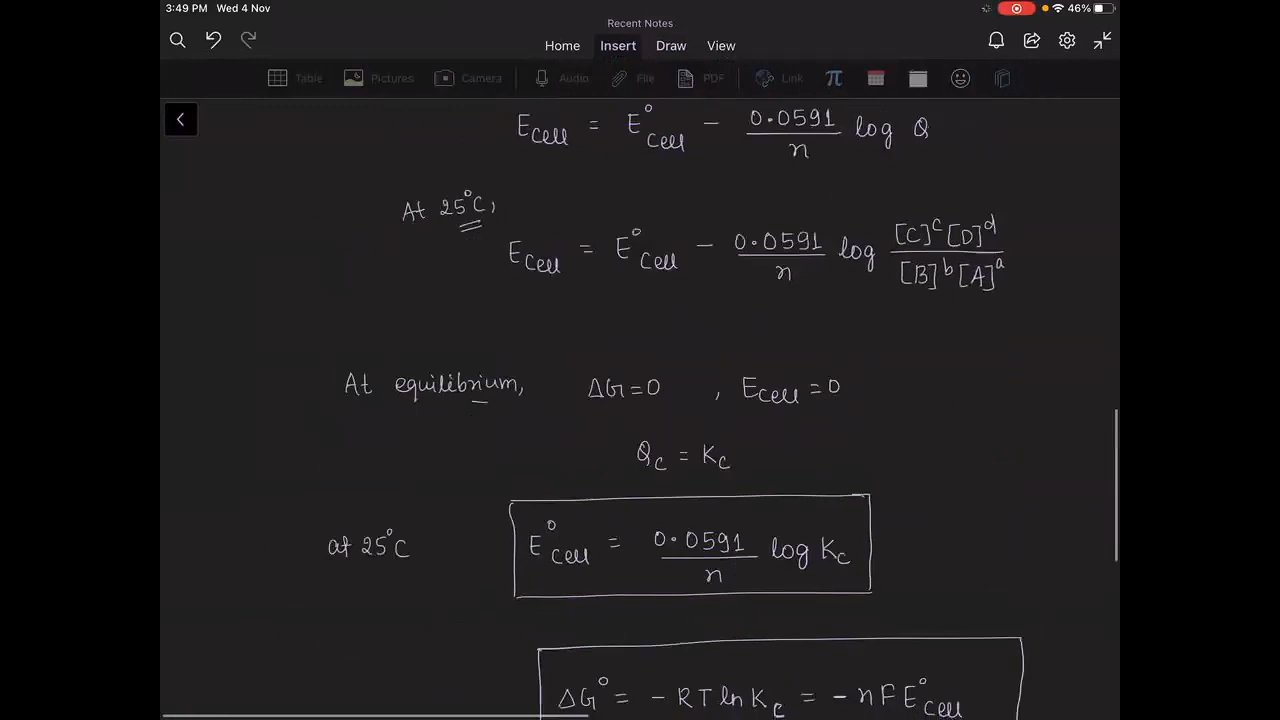 3:49 PM Wed 4 Nov
46%
Recent Notes
Home Insert Draw View
Table Pictures Camera Audio File PDF Link
E_cell = E°_cell − 0.0591/n log Q
At 25°C,
E_cell = E°_cell − 0.0591/n log [C]^c [D]^d / [B]^b [A]^a
At equilibrium, ΔG=0 , E_cell = 0
Q_c = K_c
at 25°C E°_cell = 0.0591/n log K_c
ΔG° = − RT ln K_c = − nFE°_cell